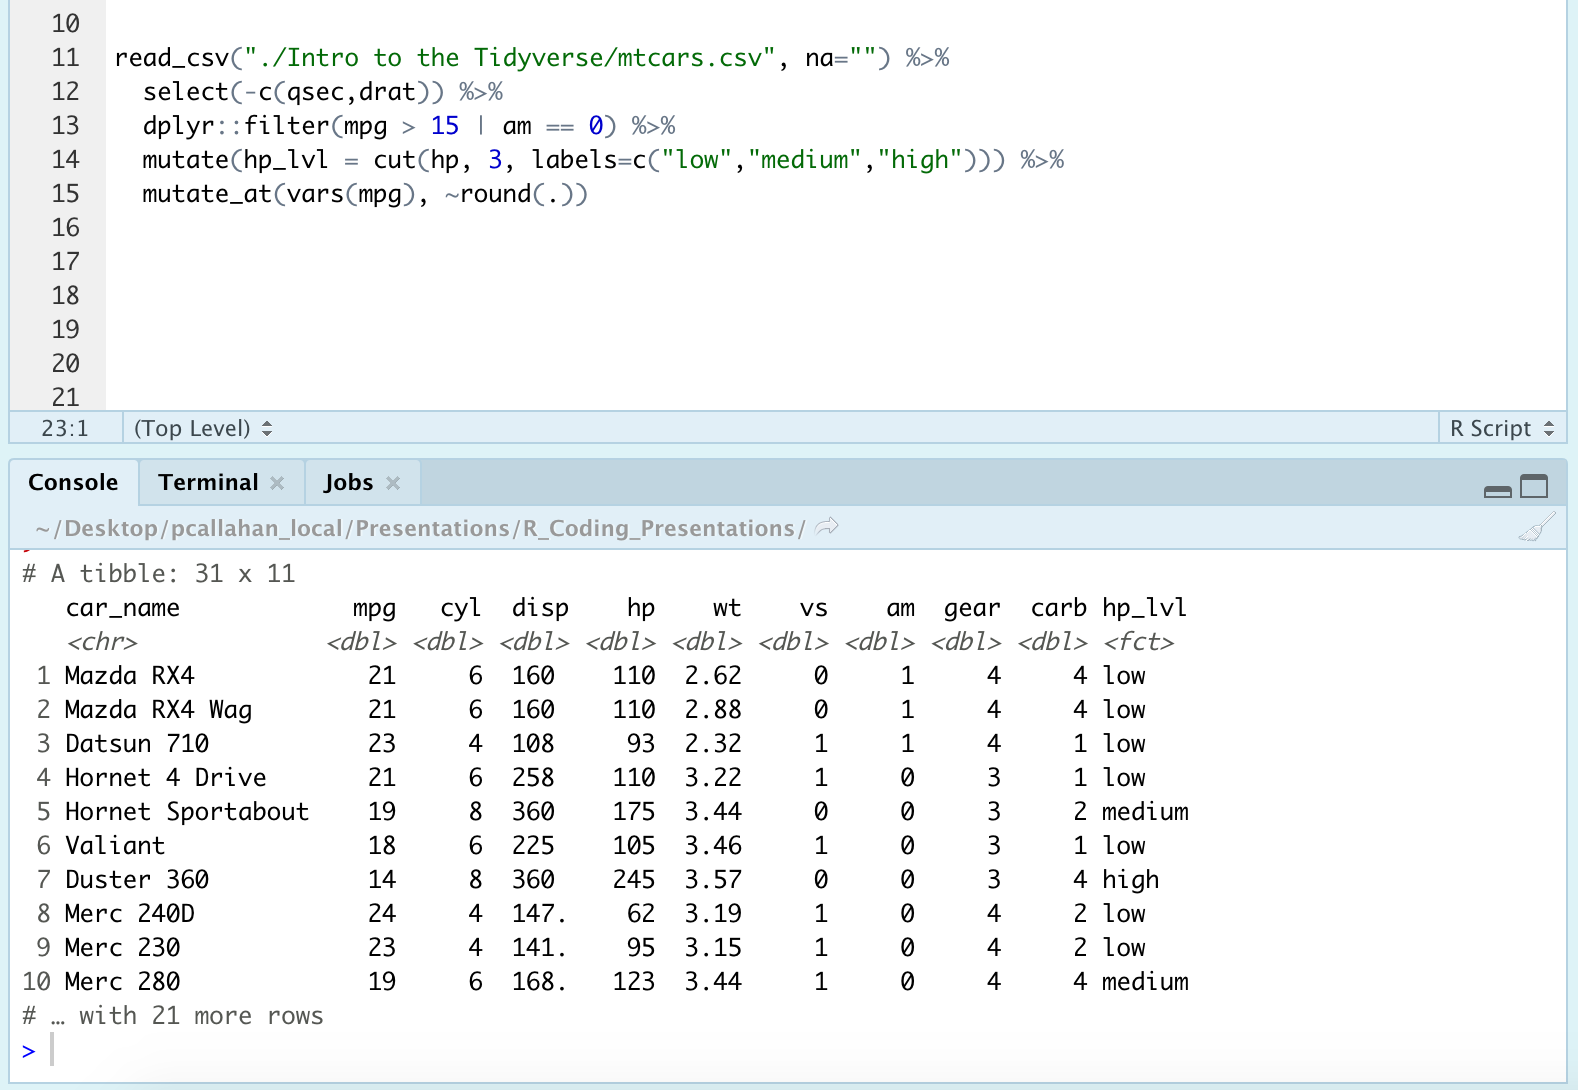 10
11 read_csv("./Intro to the Tidyverse/mtcars.csv", na="") %>%
12 select(-c(qsec,drat)) %>%
13 dplyr::filter(mpg > 15 | am == 0) %>%
14 mutate(hp_lvl = cut(hp, 3, labels=c("low","medium","high"))) %>%
15 mutate_at(vars(mpg), ~round(.))
16
17
18
19
20
21
23:1 (Top Level) R Script
Console Terminal Jobs
~/Desktop/pcallahan_local/Presentations/R_Coding_Presentations/
# A tibble: 31 x 11
car_name mpg cyl disp hp wt vs am gear carb hp_lvl
<chr> <dbl> <dbl> <dbl> <dbl> <dbl> <dbl> <dbl> <dbl> <dbl> <fct>
1 Mazda RX4 21 6 160 110 2.62 0 1 4 4 low
2 Mazda RX4 Wag 21 6 160 110 2.88 0 1 4 4 low
3 Datsun 710 23 4 108 93 2.32 1 1 4 1 low
4 Hornet 4 Drive 21 6 258 110 3.22 1 0 3 1 low
5 Hornet Sportabout 19 8 360 175 3.44 0 0 3 2 medium
6 Valiant 18 6 225 105 3.46 1 0 3 1 low
7 Duster 360 14 8 360 245 3.57 0 0 3 4 high
8 Merc 240D 24 4 147. 62 3.19 1 0 4 2 low
9 Merc 230 23 4 141. 95 3.15 1 0 4 2 low
10 Merc 280 19 6 168. 123 3.44 1 0 4 4 medium
# … with 21 more rows
>